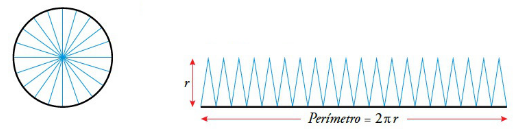 r
Perímetro = 2πr